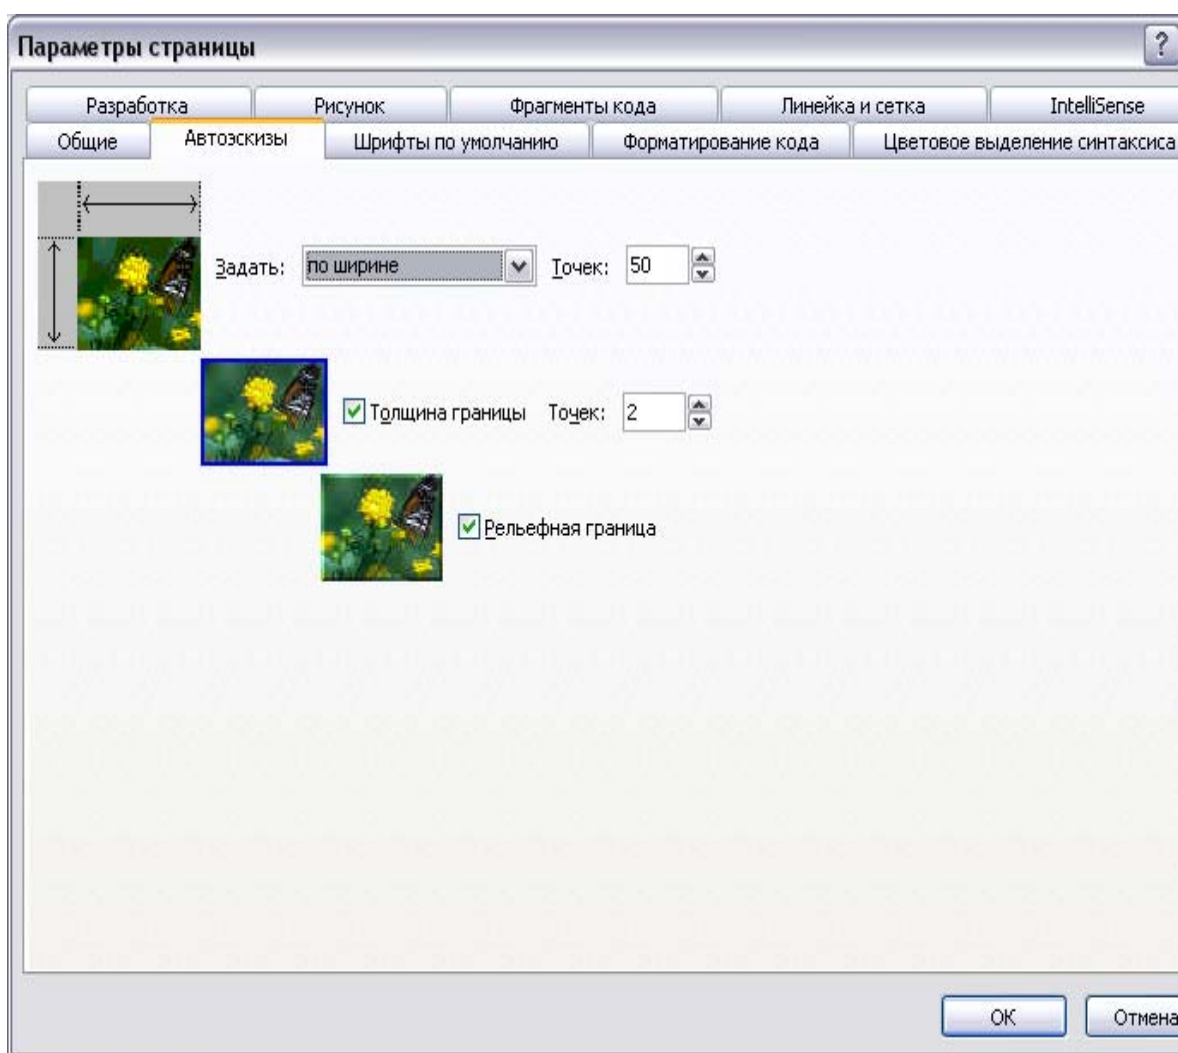 Параметры страницы
?
Разработка Рисунок Фрагменты кода Линейка и сетка IntelliSense
Общие Автоэскизы Шрифты по умолчанию Форматирование кода Цветовое выделение синтаксиса
Задать: по ширине Точек: 50
Толщина границы Точек: 2
Рельефная граница
ОК Отмена